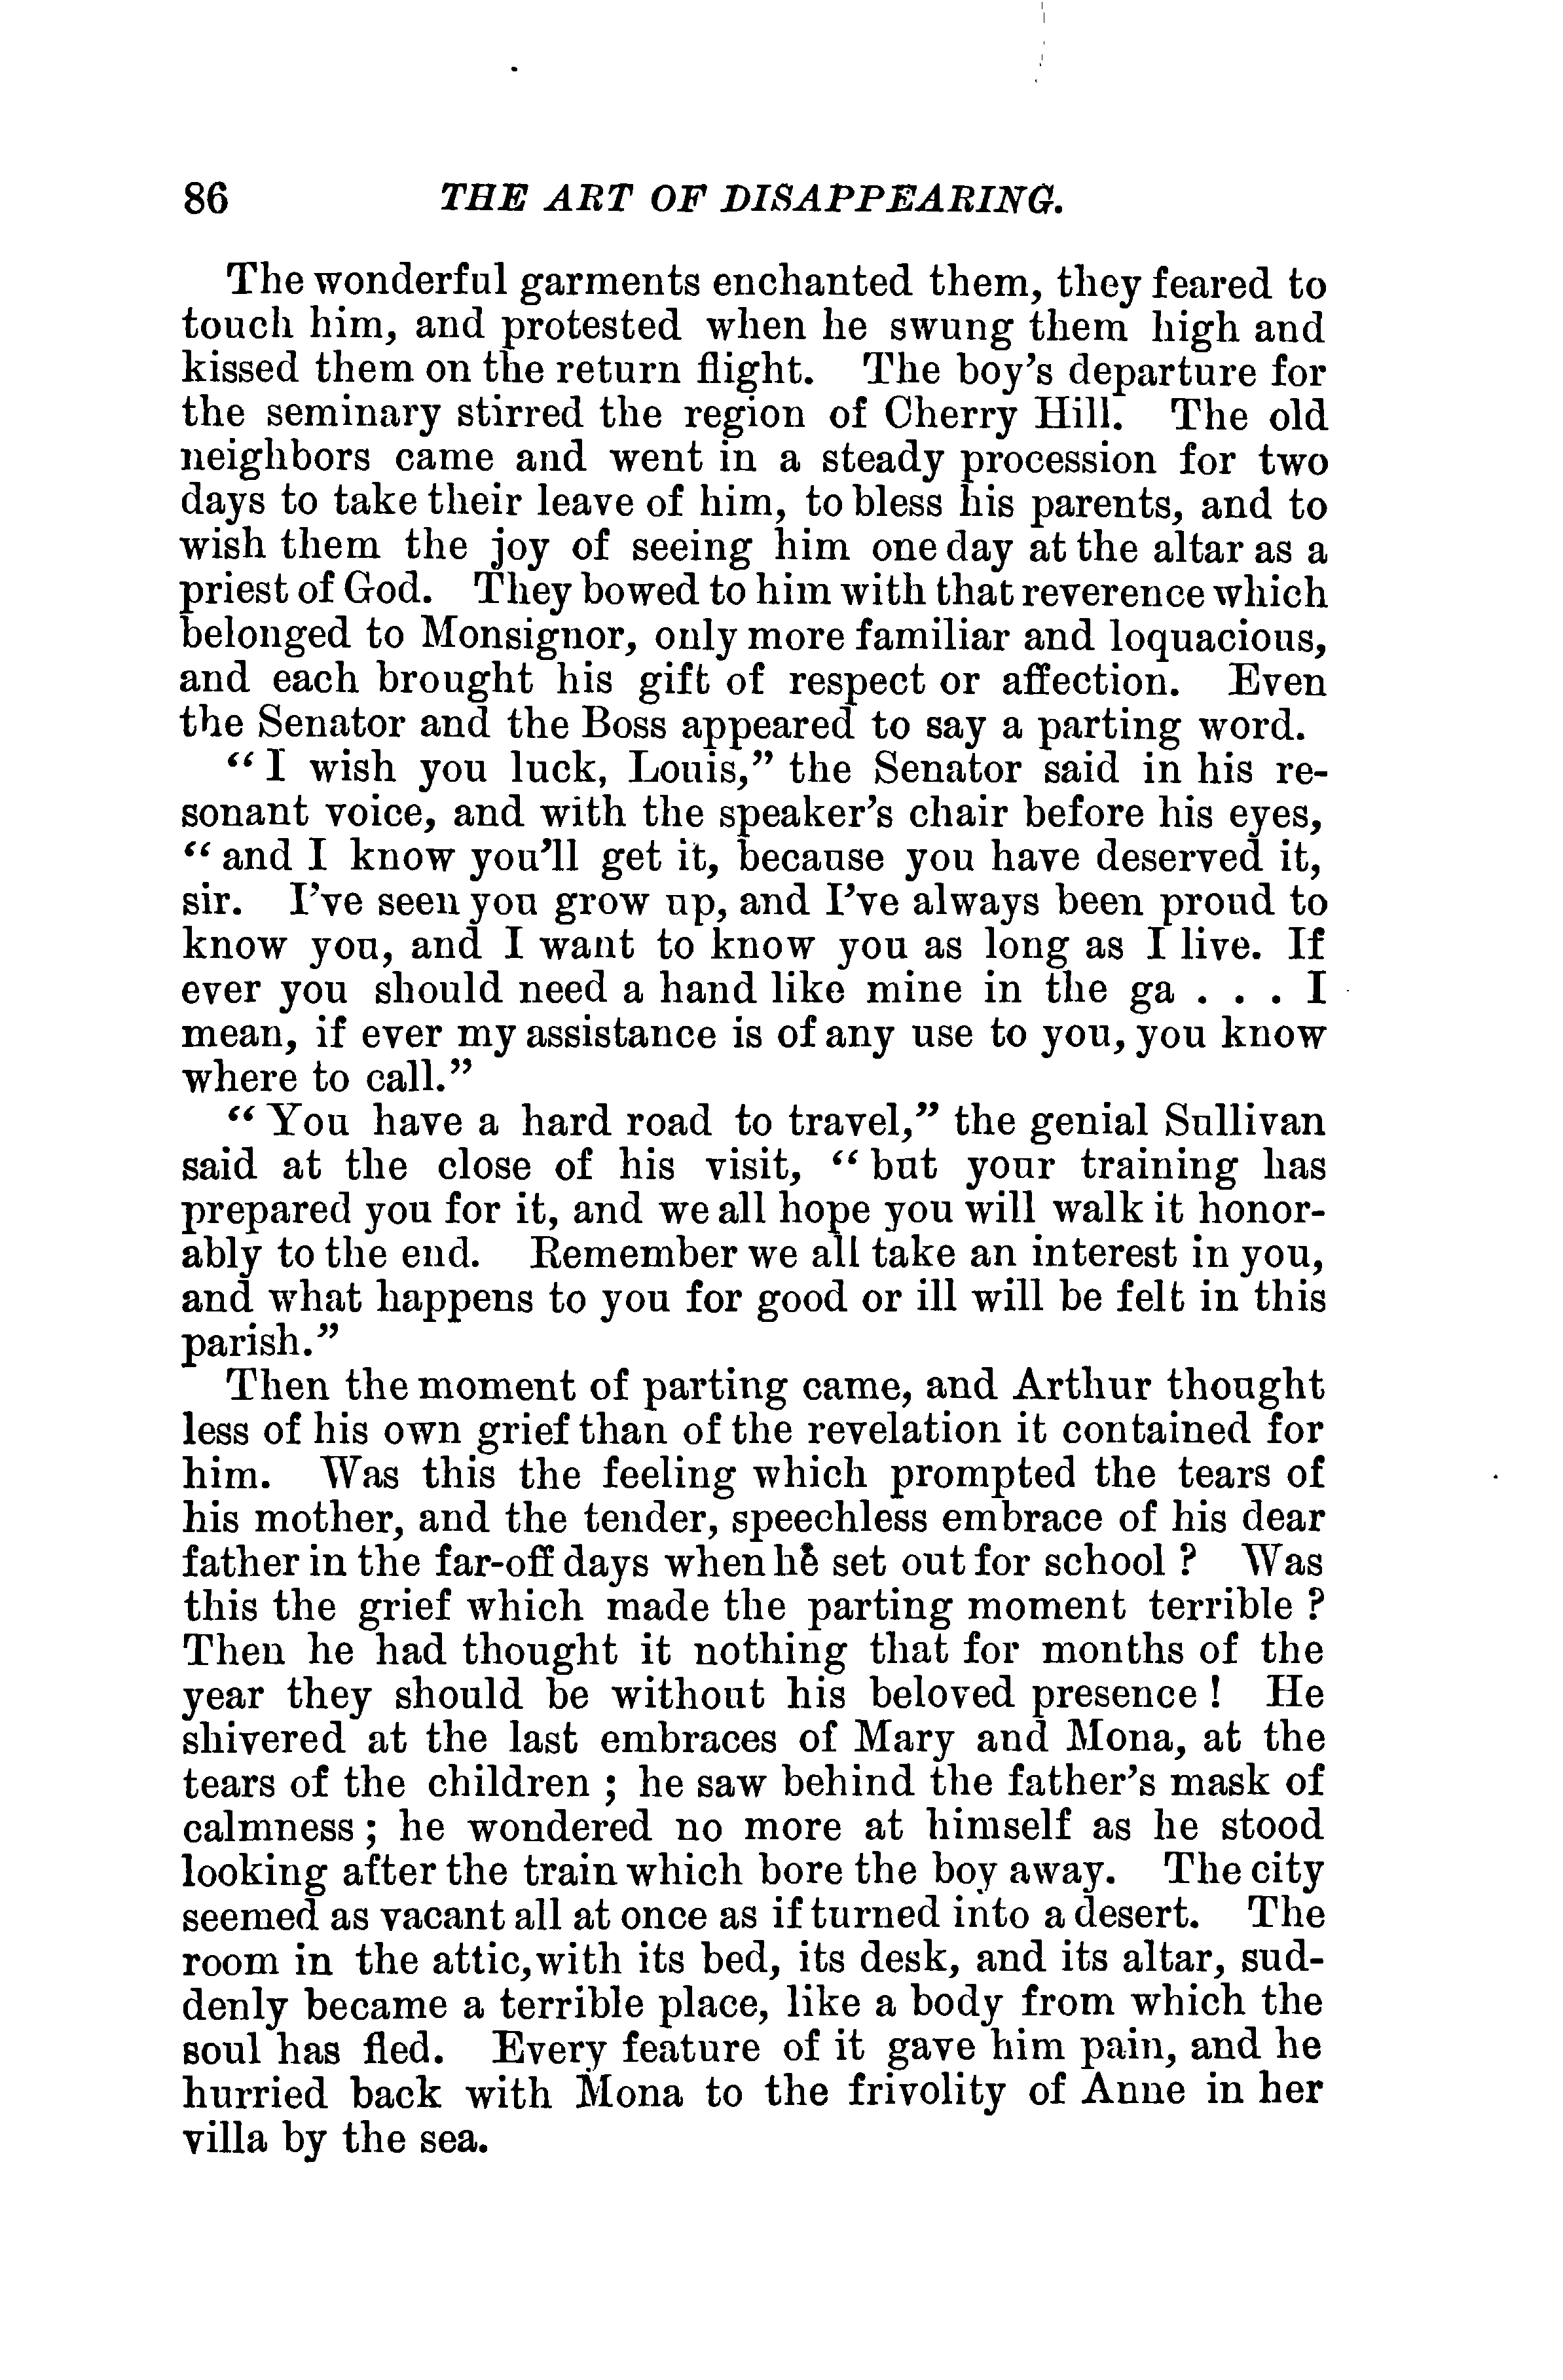 86 THE ART OF DISAPPEARING.
The wonderful garments enchanted them, they feared to
touch him, and protested when he swung them high and
kissed them on the return flight. The boy's departure for
the seminary stirred the region of Cherry Hill. The old
neighbors came and went in a steady procession for two
days to take their leave of him, to bless his parents, and to
wish them the joy of seeing him one day at the altar as a
priest of God. They bowed to him with that reverence which
belonged to Monsignor, only more familiar and loquacious,
and each brought his gift of respect or affection. Even
the Senator and the Boss appeared to say a parting word.
"I wish you luck, Louis," the Senator said in his re-
sonant voice, and with the speaker's chair before his eyes,
"and I know you'll get it, because you have deserved it,
sir. I've seen you grow up, and I've always been proud to
know you, and I want to know you as long as I live. If
ever you should need a hand like mine in the ga . . . I
mean, if ever my assistance is of any use to you, you know
where to call."
"You have a hard road to travel," the genial Sullivan
said at the close of his visit, "but your training has
prepared you for it, and we all hope you will walk it honor-
ably to the end. Remember we all take an interest in you,
and what happens to you for good or ill will be felt in this
parish."
Then the moment of parting came, and Arthur thought
less of his own grief than of the revelation it contained for
him. Was this the feeling which prompted the tears of
his mother, and the tender, speechless embrace of his dear
father in the far-off days when he set out for school ? Was
this the grief which made the parting moment terrible ?
Then he had thought it nothing that for months of the
year they should be without his beloved presence ! He
shivered at the last embraces of Mary and Mona, at the
tears of the children ; he saw behind the father's mask of
calmness ; he wondered no more at himself as he stood
looking after the train which bore the boy away. The city
seemed as vacant all at once as if turned into a desert. The
room in the attic, with its bed, its desk, and its altar, sud-
denly became a terrible place, like a body from which the
soul has fled. Every feature of it gave him pain, and he
hurried back with Mona to the frivolity of Anne in her
villa by the sea.